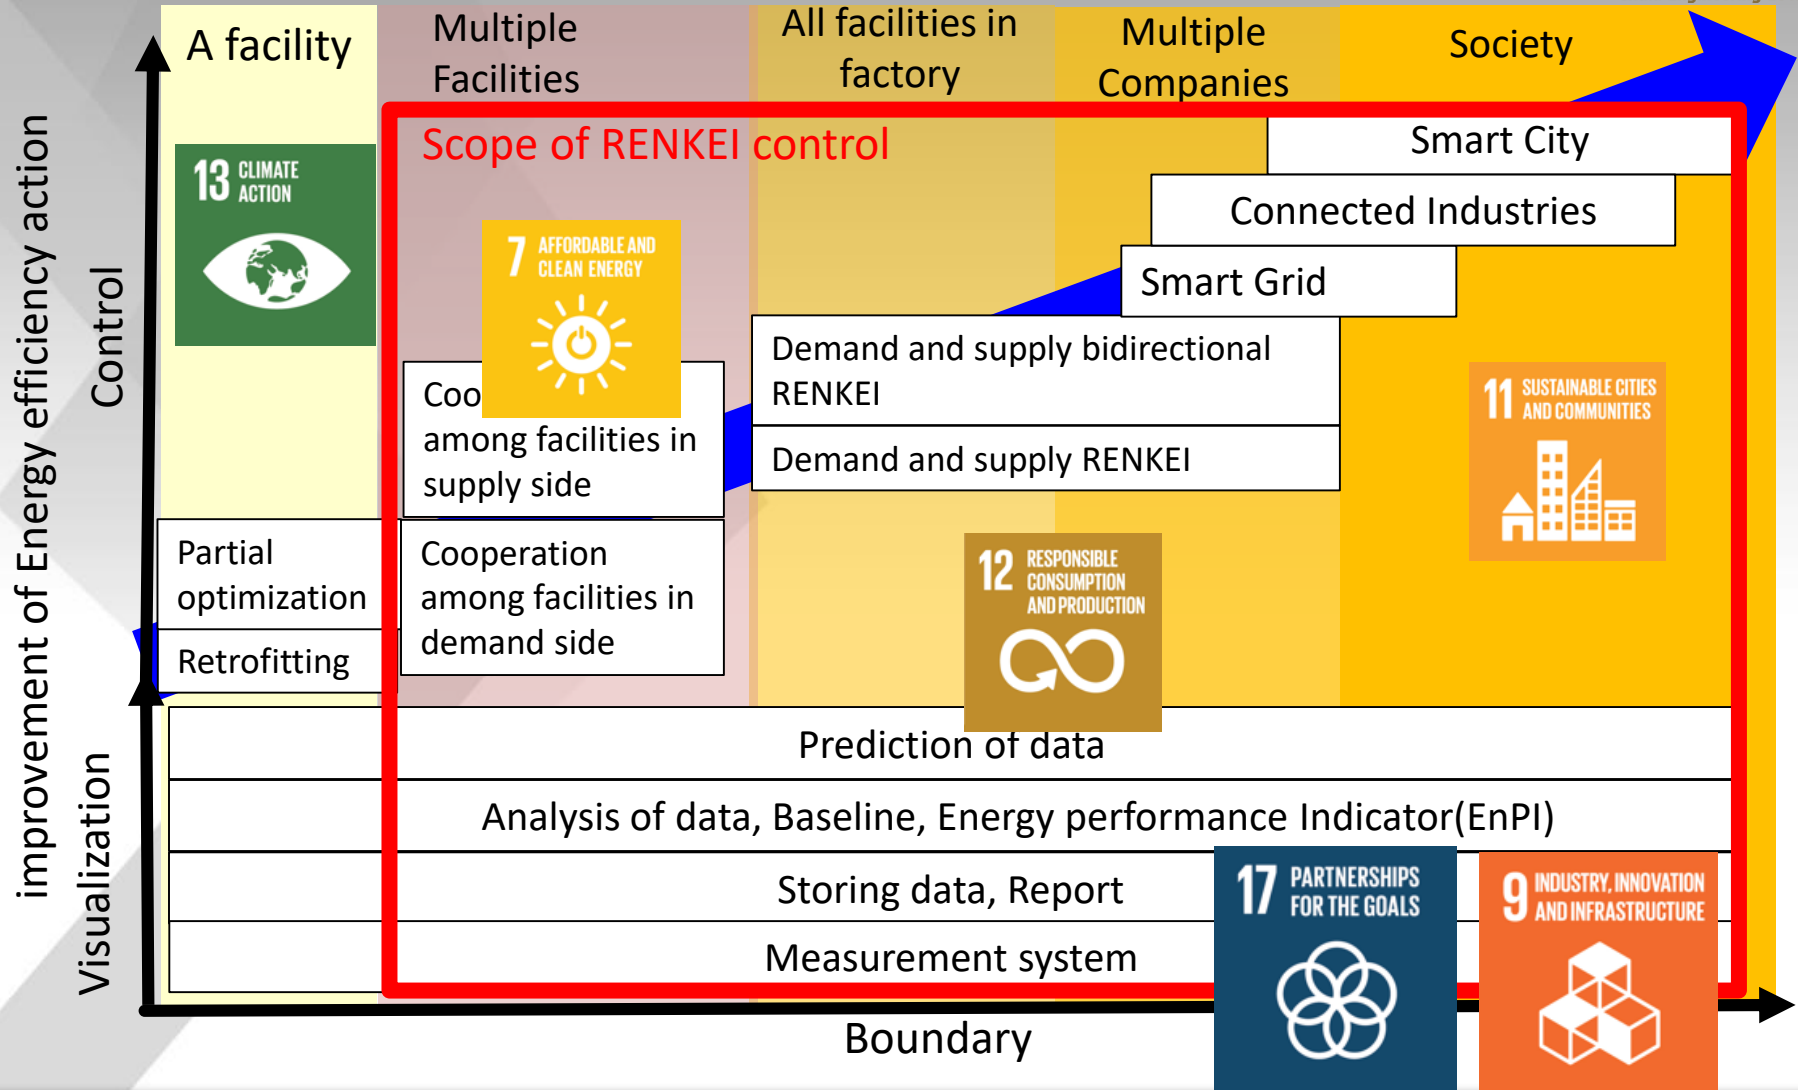 A facility
Multiple
Facilities
All facilities in
factory
Multiple
Companies
Society
Scope of RENKEI control
Smart City
Connected Industries
Smart Grid
13 CLIMATE
ACTION
7 AFFORDABLE AND
CLEAN ENERGY
Demand and supply bidirectional
RENKEI
Demand and supply RENKEI
Coo
among facilities in
supply side
11 SUSTAINABLE CITIES
AND COMMUNITIES
Partial
optimization
Retrofitting
Cooperation
among facilities in
demand side
12 RESPONSIBLE
CONSUMPTION
AND PRODUCTION
Prediction of data
Analysis of data, Baseline, Energy performance Indicator(EnPI)
Storing data, Report
Measurement system
17 PARTNERSHIPS
FOR THE GOALS
9 INDUSTRY, INNOVATION
AND INFRASTRUCTURE
improvement of Energy efficiency action
Control
Visualization
Boundary